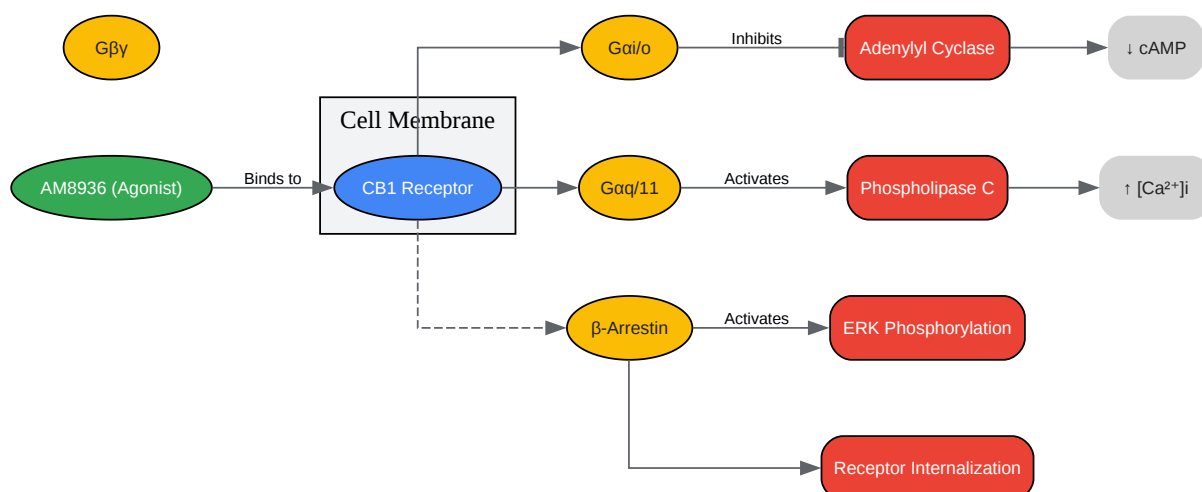 Gβγ
Gαi/o
Inhibits
Adenylyl Cyclase
↓ cAMP
Cell Membrane
AM8936 (Agonist)
Binds to
CB1 Receptor
Gαq/11
Activates
Phospholipase C
↑ [Ca²⁺]i
β-Arrestin
Activates
ERK Phosphorylation
Receptor Internalization